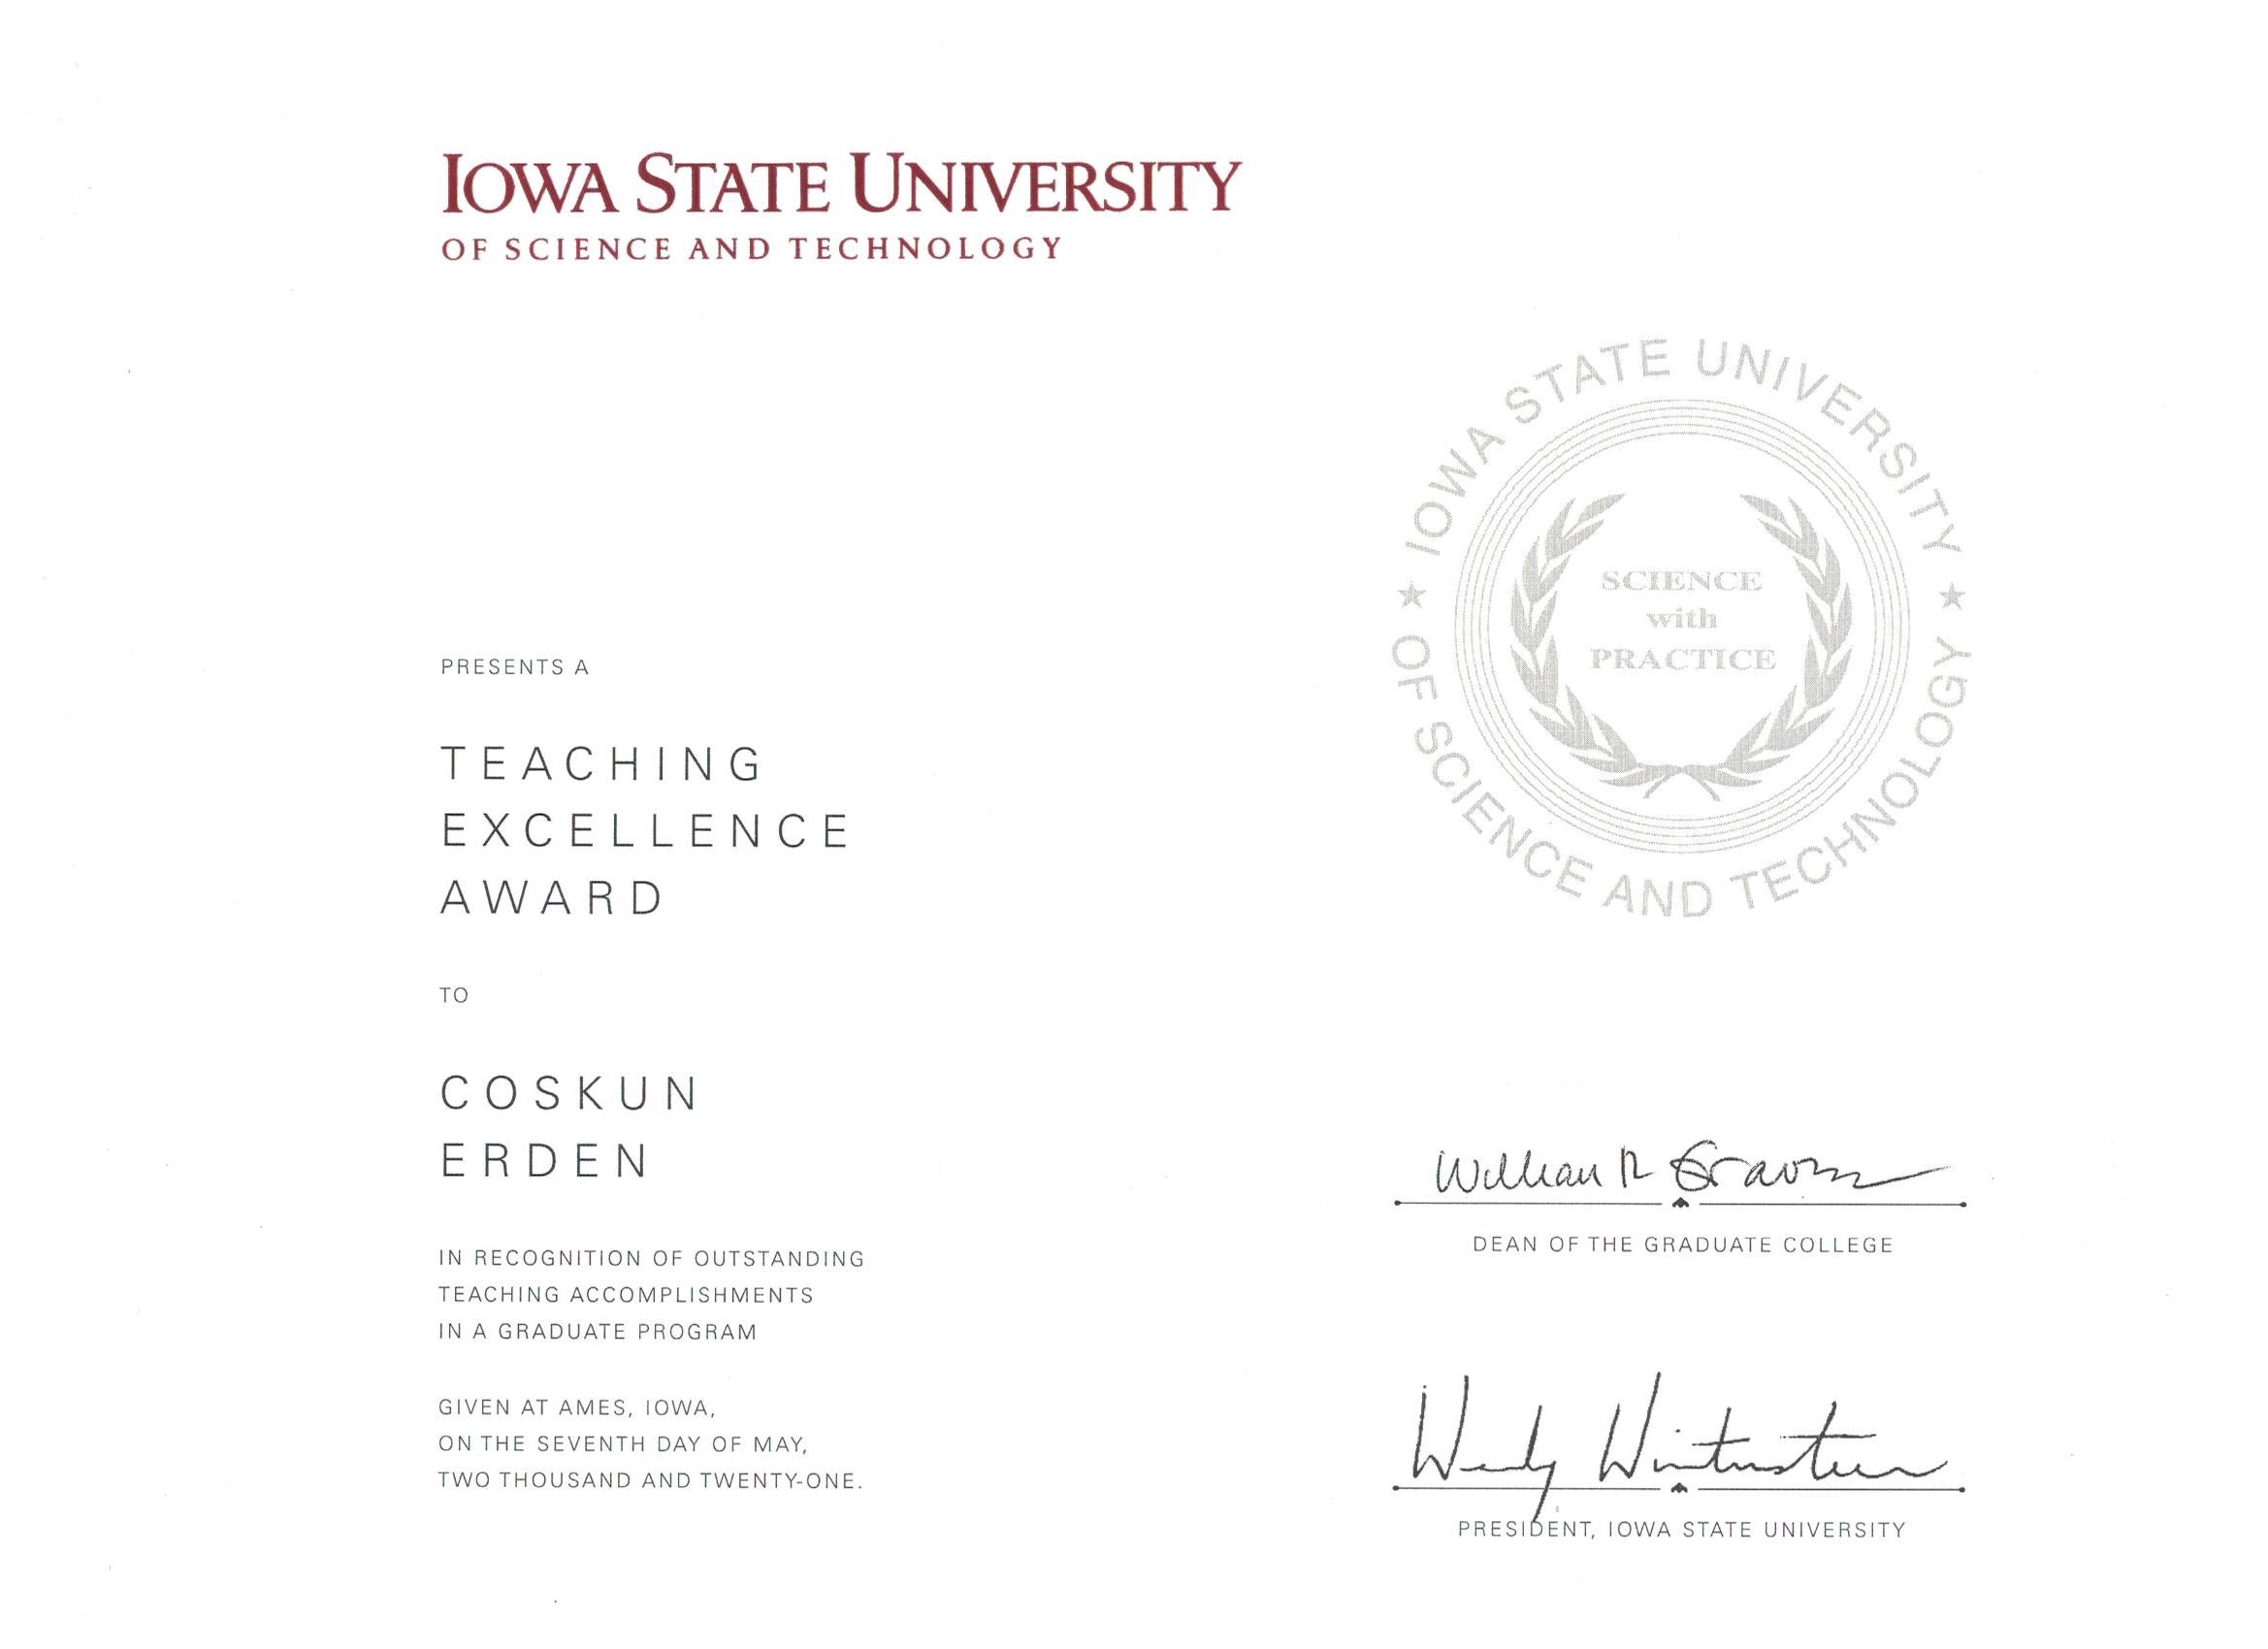 IOWA STATE UNIVERSITY
OF SCIENCE AND TECHNOLOGY
PRESENTS A
TEACHING
EXCELLENCE
AWARD
TO
COSKUN
ERDEN
IN RECOGNITION OF OUTSTANDING
TEACHING ACCOMPLISHMENTS
IN A GRADUATE PROGRAM
GIVEN AT AMES, IOWA,
ON THE SEVENTH DAY OF MAY,
TWO THOUSAND AND TWENTY-ONE.
★ IOWA STATE UNIVERSITY ★
OF SCIENCE AND TECHNOLOGY
SCIENCE
with
PRACTICE
William R Graves
DEAN OF THE GRADUATE COLLEGE
Wendy Wintersteen
PRESIDENT, IOWA STATE UNIVERSITY